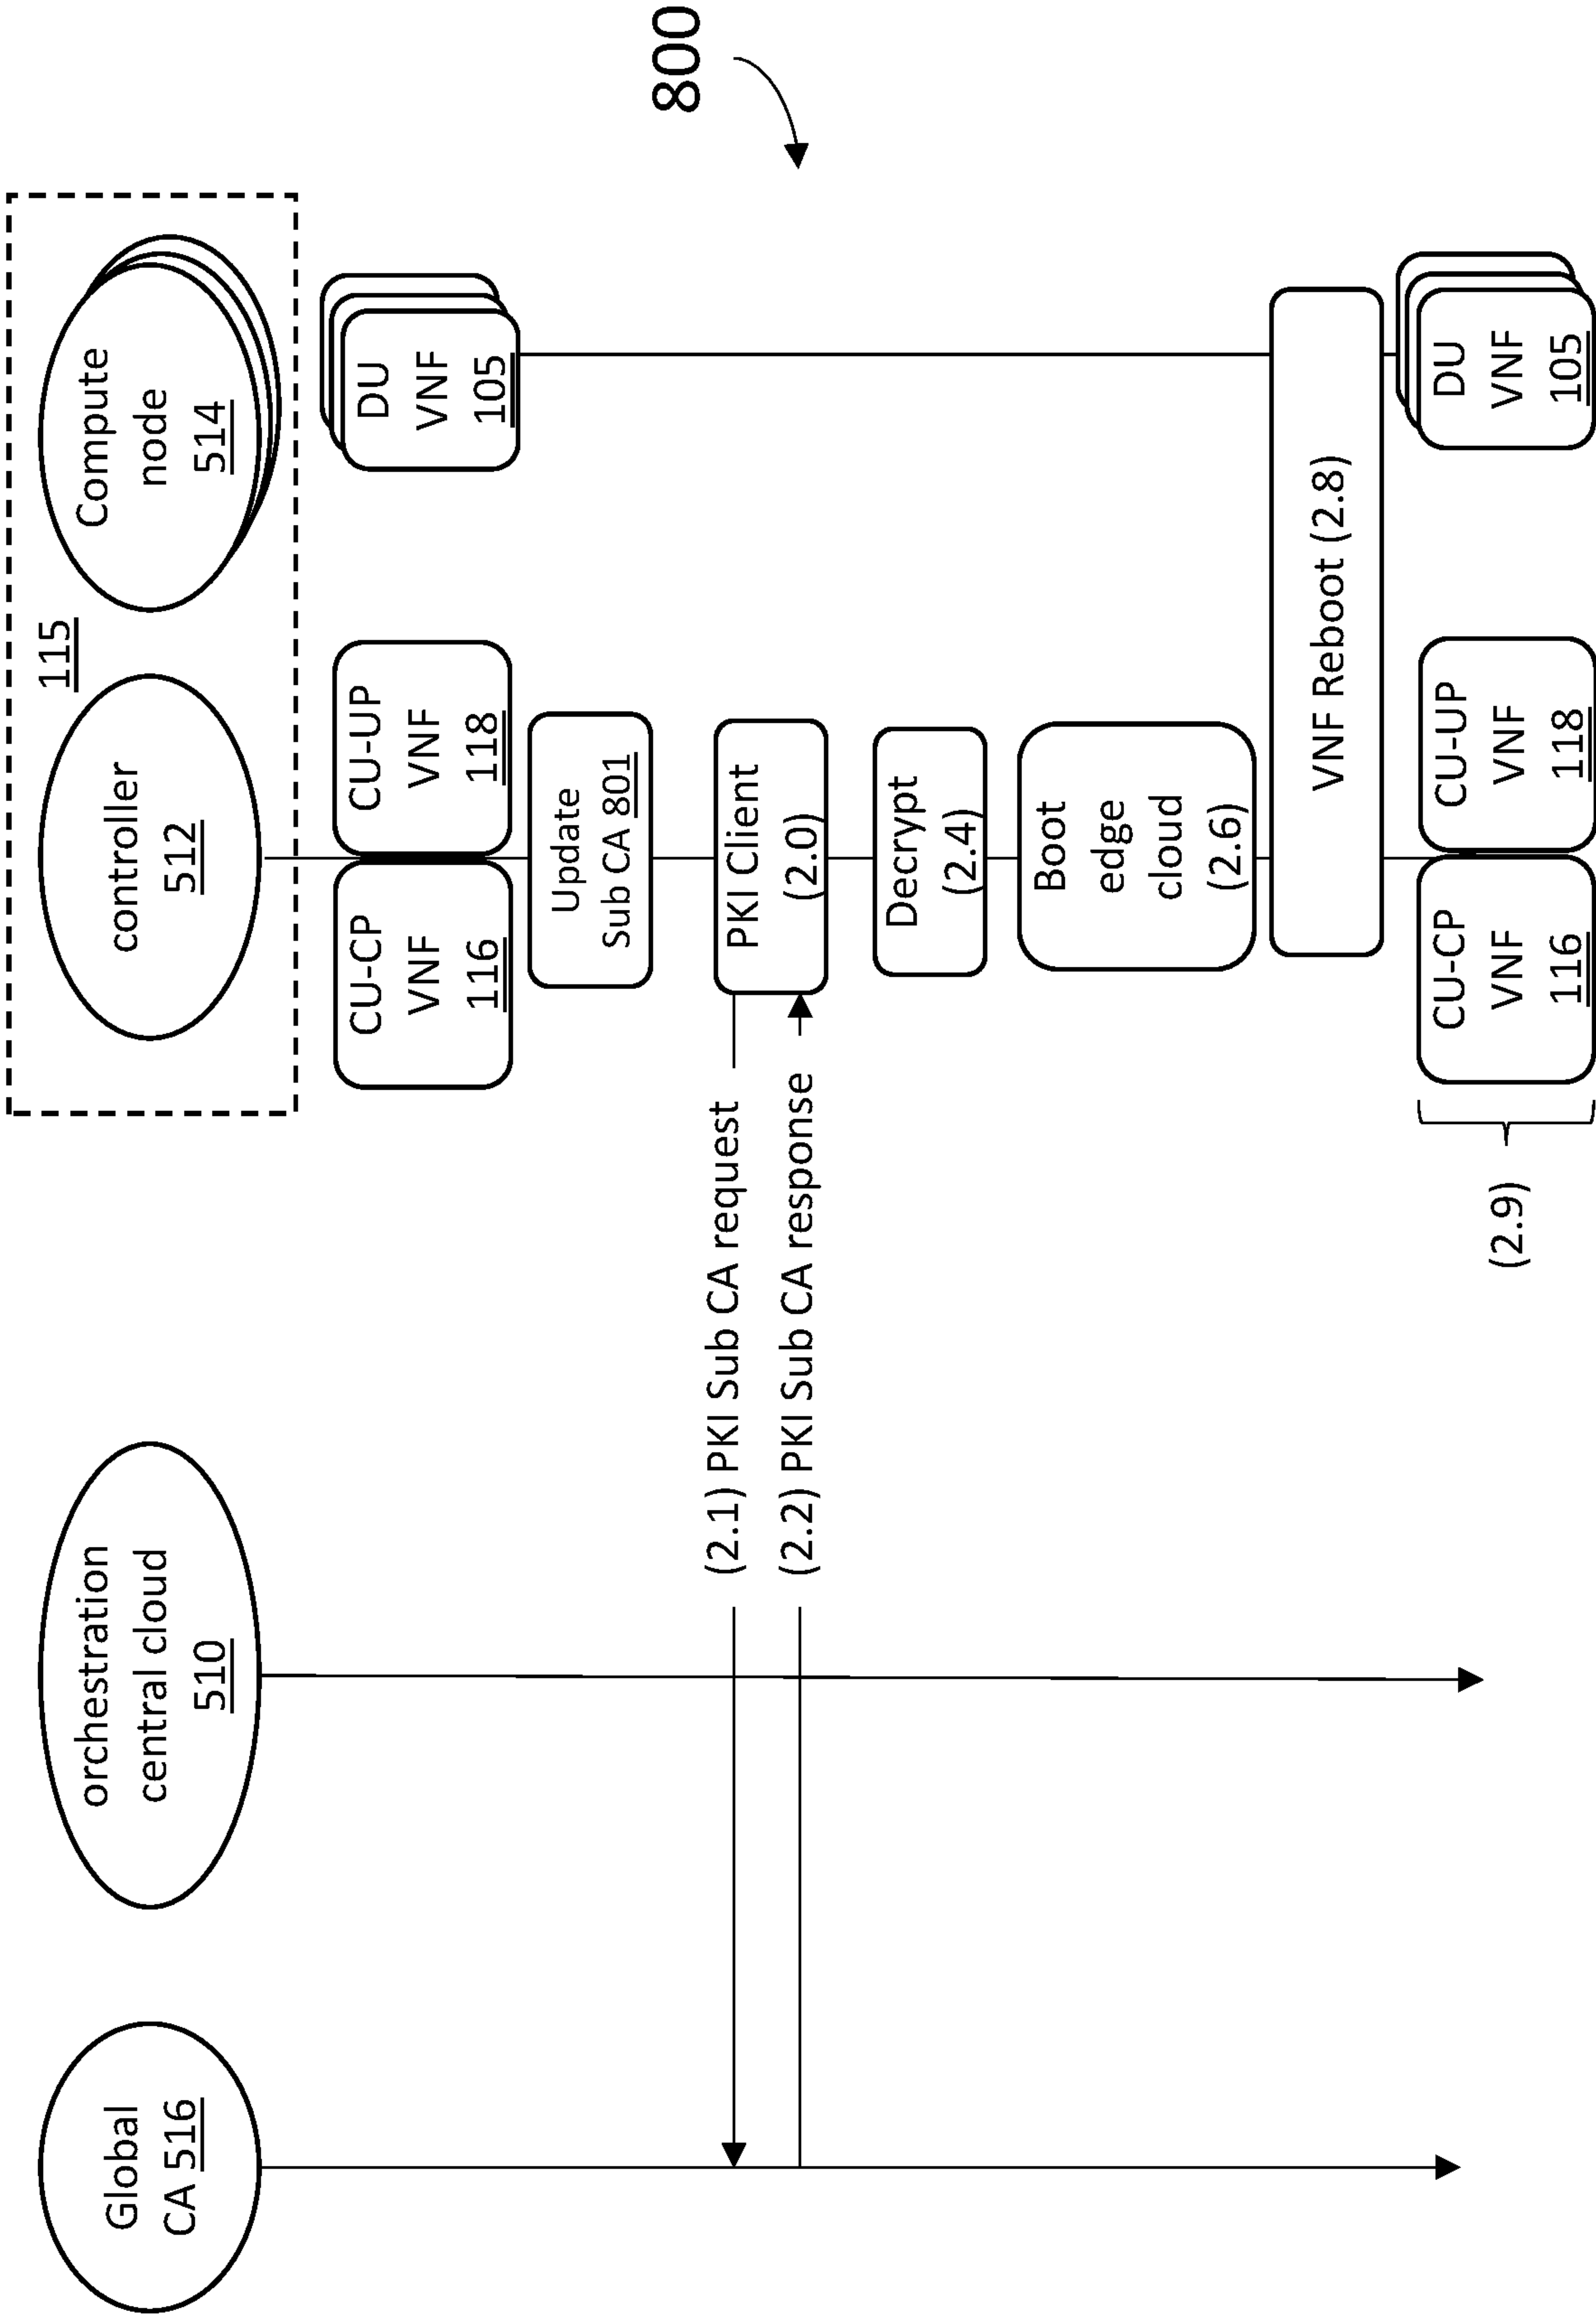 Global
CA 516
orchestration
central cloud
510
controller
512
115
Compute
node
514
CU-CP
VNF
116
CU-UP
VNF
118
DU
VNF
105
Update
Sub CA 801
800
(2.1) PKI Sub CA request
(2.2) PKI Sub CA response
PKI Client
(2.0)
Decrypt
(2.4)
Boot
edge
cloud
(2.6)
VNF Reboot (2.8)
(2.9)
CU-CP
VNF
116
CU-UP
VNF
118
DU
VNF
105